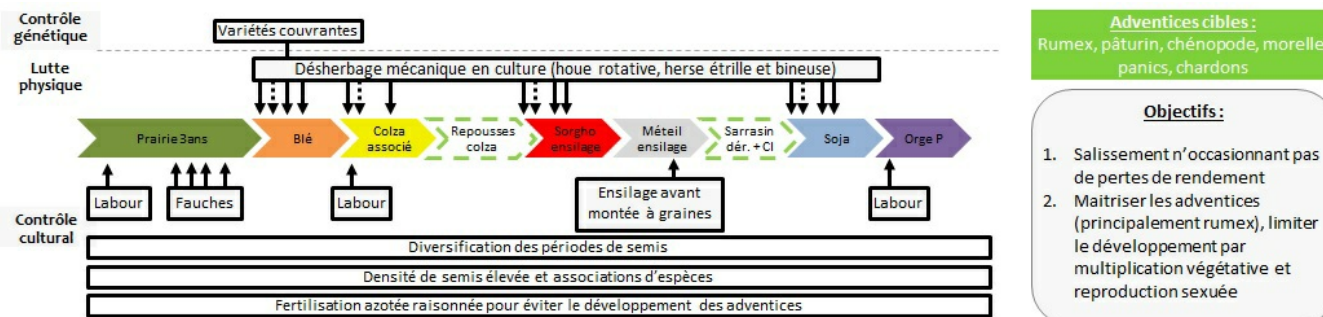 Contrôle
génétique
Variétés couvrantes
Lutte
physique
Désherbage mécanique en culture (houe rotative, herse étrille et bineuse)
Prairie 3ans
Blé
Colza
associé
Repousses
colza
Sorgho
ensilage
Méteil
ensilage
Sarrasin
dér. + CI
Soja
Orge P
Labour
Fauches
Labour
Ensilage avant
montée à graines
Labour
Contrôle
cultural
Diversification des périodes de semis
Densité de semis élevée et associations d'espèces
Fertilisation azotée raisonnée pour éviter le développement des adventices
Adventices cibles :
Rumex, pâturin, chénopode, morelle,
panics, chardons
Objectifs :
1. Salissement n'occasionnant pas
de pertes de rendement
2. Maitriser les adventices
(principalement rumex), limiter
le développement par
multiplication végétative et
reproduction sexuée